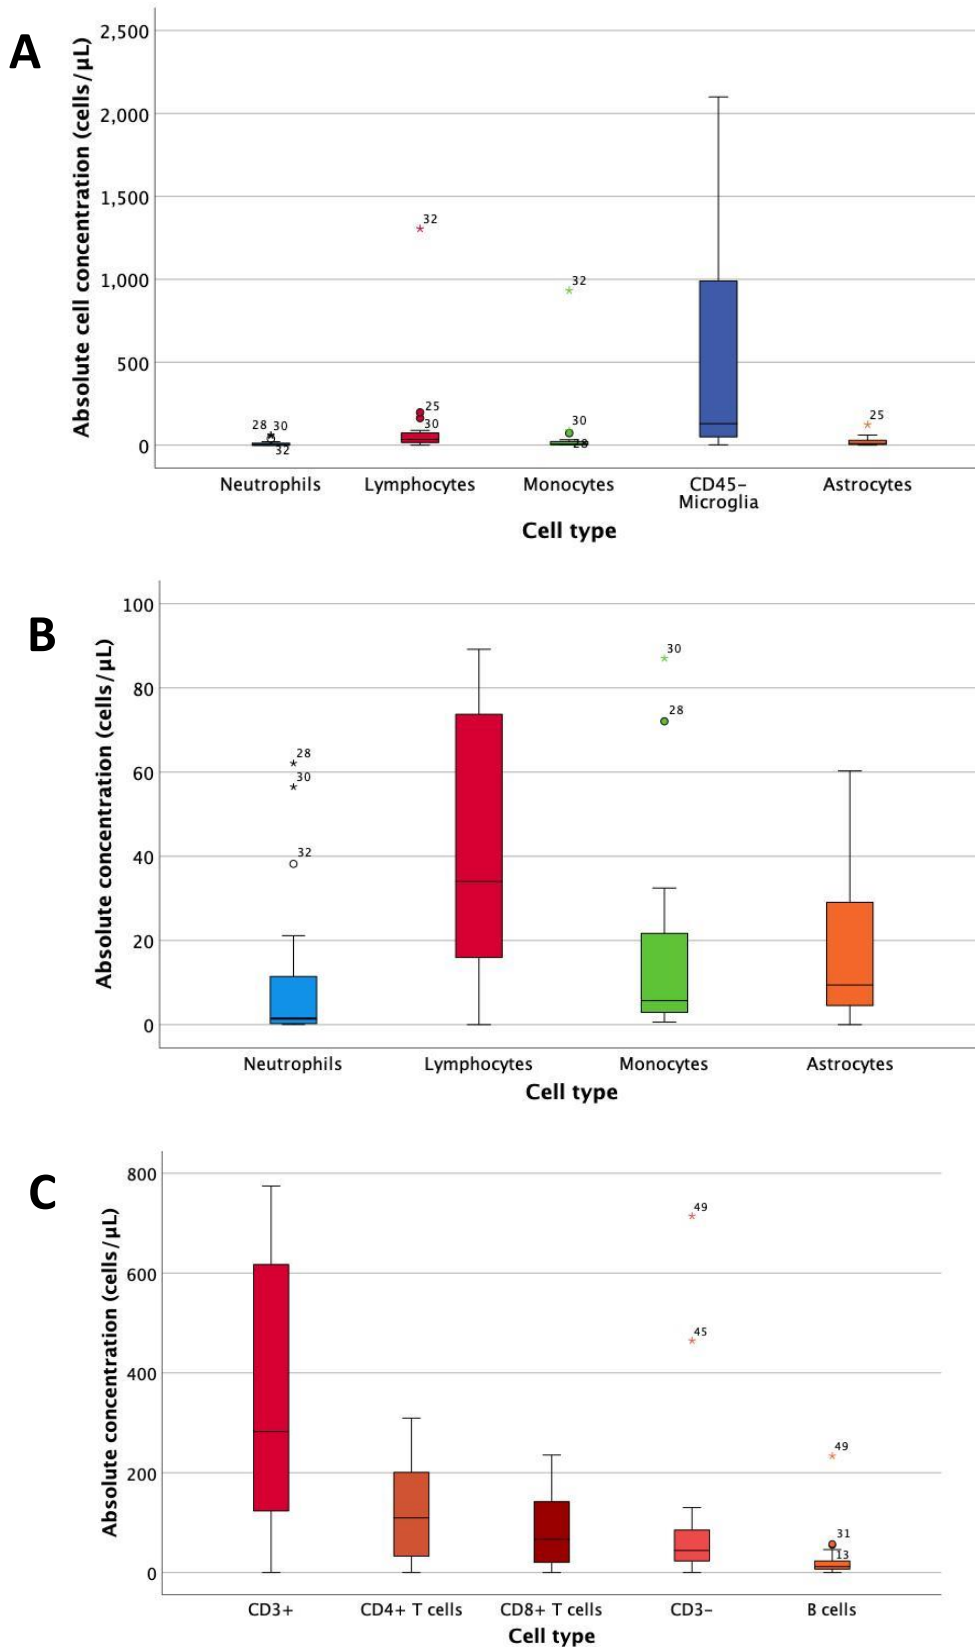 A
Absolute cell concentration (cells/µL)
2,500
2,000
1,500
1,000
500
0
32
25
30
28 30
32
32
30
28
25
Neutrophils Lymphocytes Monocytes CD45- Astrocytes
Microglia
Cell type
B
Absolute concentration (cells/µL)
100
80
60
40
20
0
28
30
32
30
28
Neutrophils Lymphocytes Monocytes Astrocytes
Cell type
C
Absolute concentration (cells/µL)
800
600
400
200
0
49
45
49
31
13
CD3+ CD4+ T cells CD8+ T cells CD3- B cells
Cell type